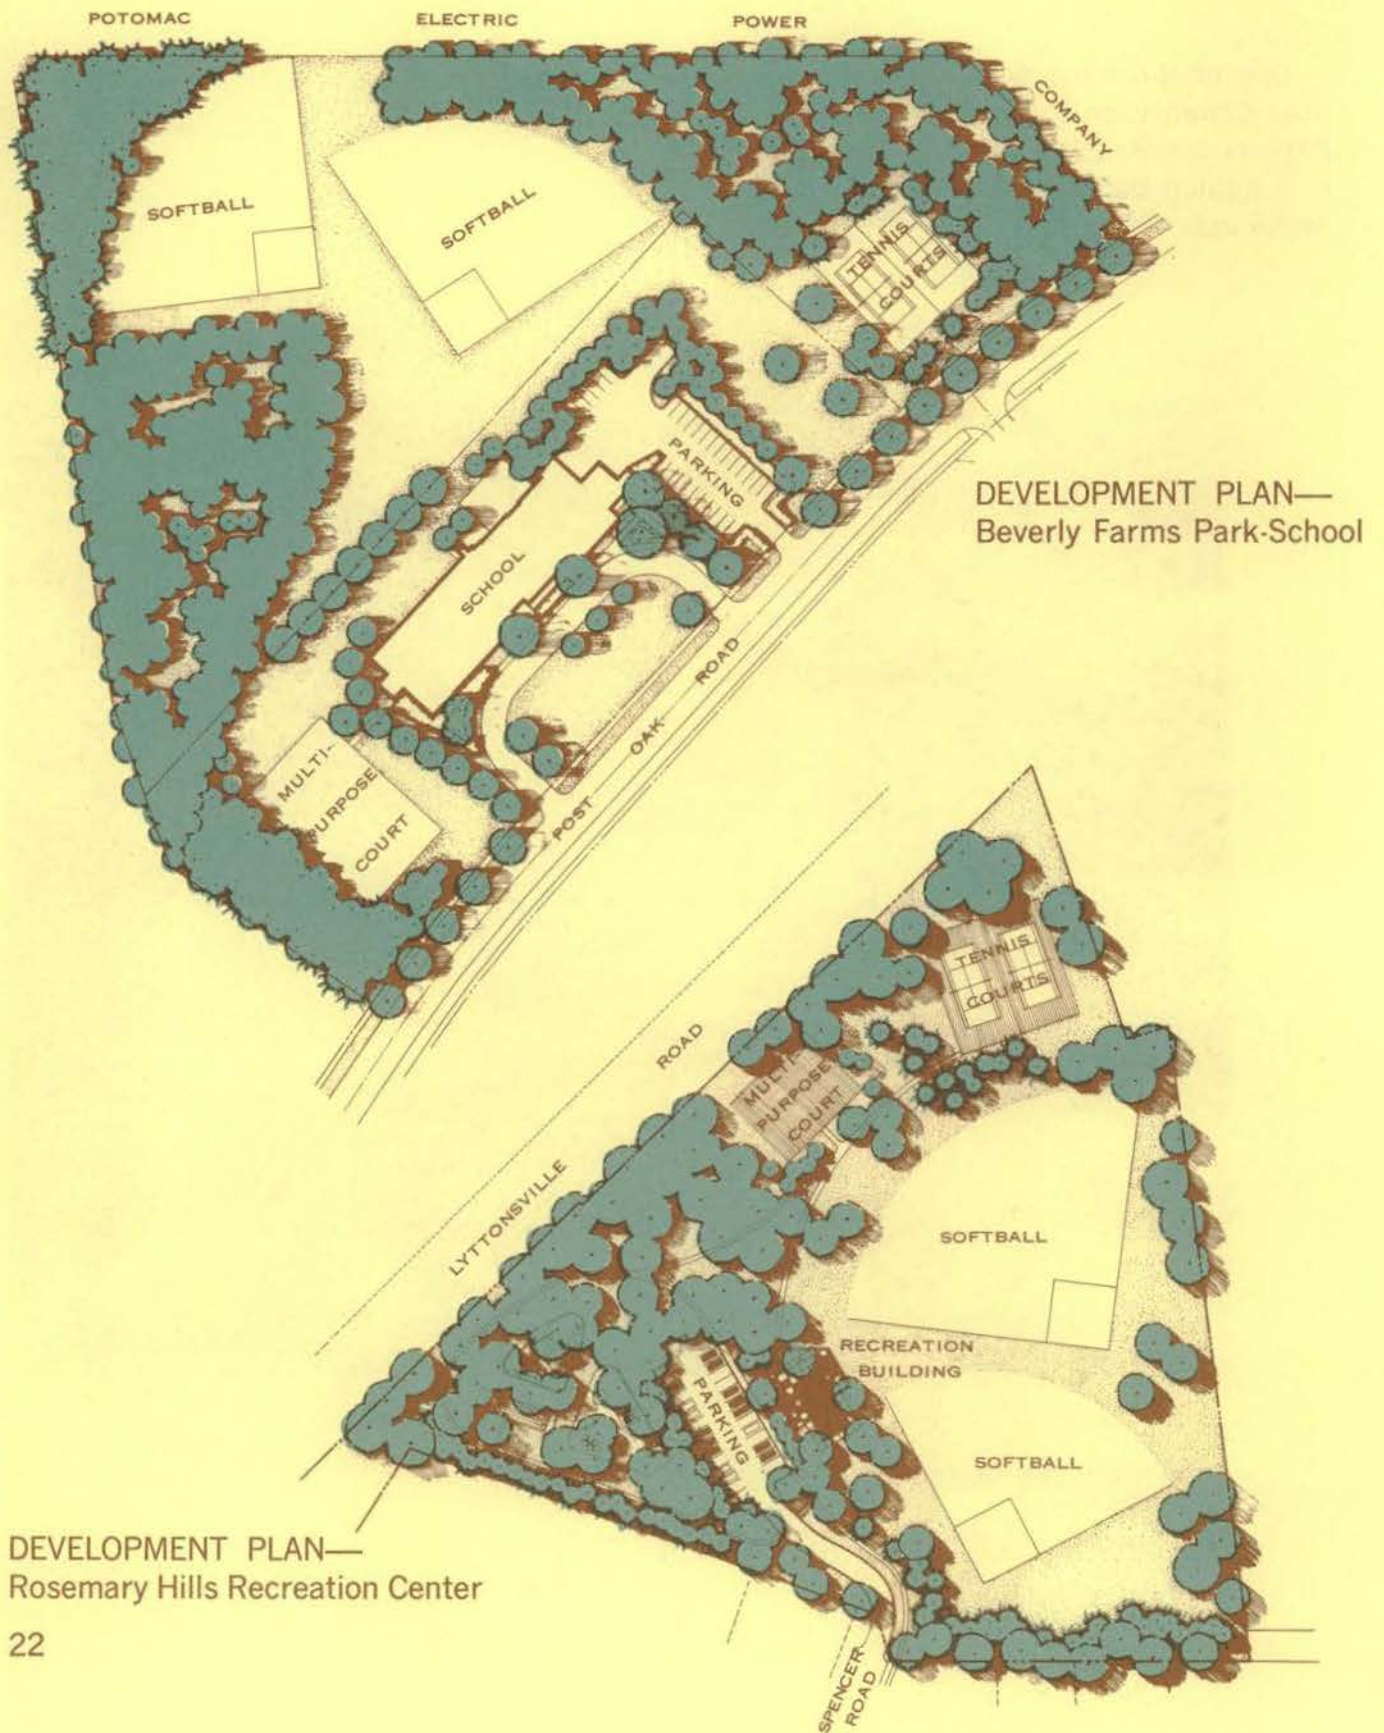 POTOMAC ELECTRIC POWER
COMPANY
SOFTBALL
SOFTBALL
TENNIS
COURTS
PARKING
DEVELOPMENT PLAN—
Beverly Farms Park-School
SCHOOL
POST OAK ROAD
MULTI-
PURPOSE
COURT
TENNIS
COURTS
LYTTONSVILLE ROAD
MULTI-
PURPOSE
COURT
SOFTBALL
RECREATION
BUILDING
PARKING
SOFTBALL
DEVELOPMENT PLAN—
Rosemary Hills Recreation Center
22
SPENCER
ROAD